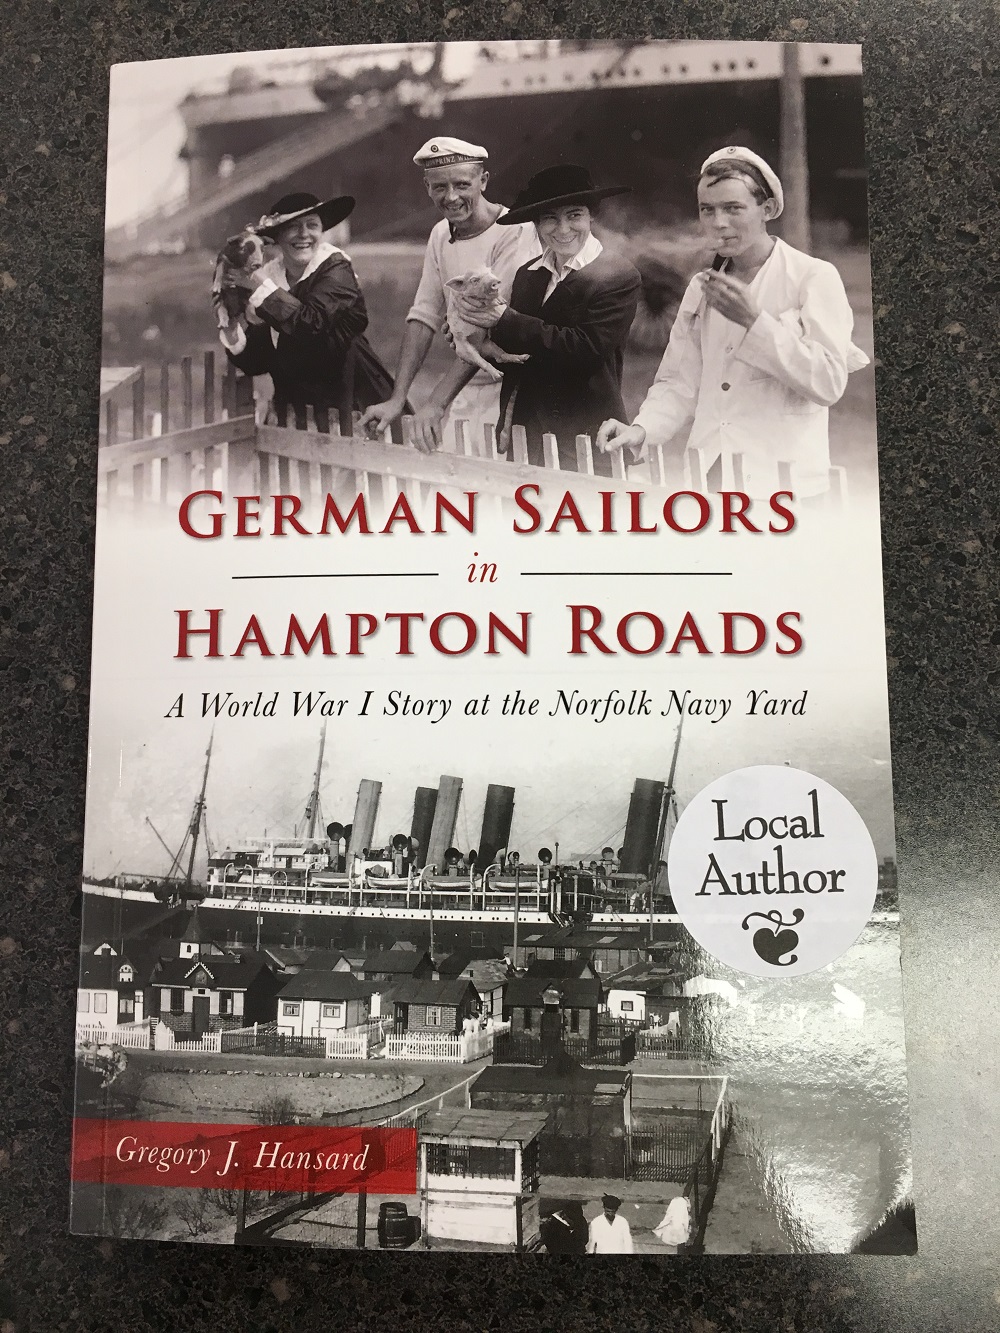 German Sailors
in
Hampton Roads
A World War I Story at the Norfolk Navy Yard
Local
Author
Gregory J. Hansard